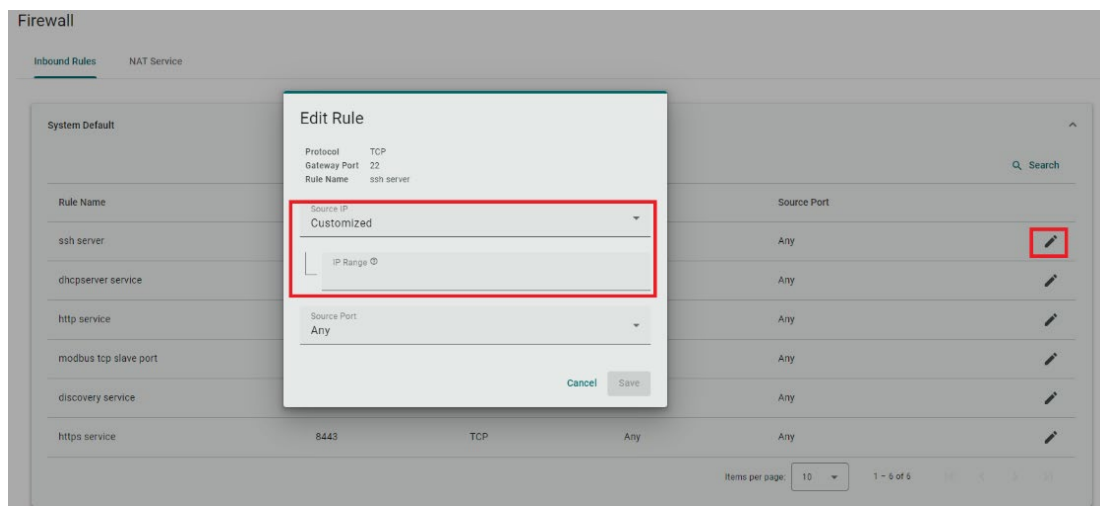 Firewall
Inbound Rules NAT Service
System Default
Search
Rule Name Source Port
ssh server Any
dhcpserver service Any
http service Any
modbus tcp slave port Any
discovery service Any
https service 8443 TCP Any Any
Items per page: 10 1 – 6 of 6
Edit Rule
Protocol TCP
Gateway Port 22
Rule Name ssh server
Source IP
Customized
IP Range
Source Port
Any
Cancel Save